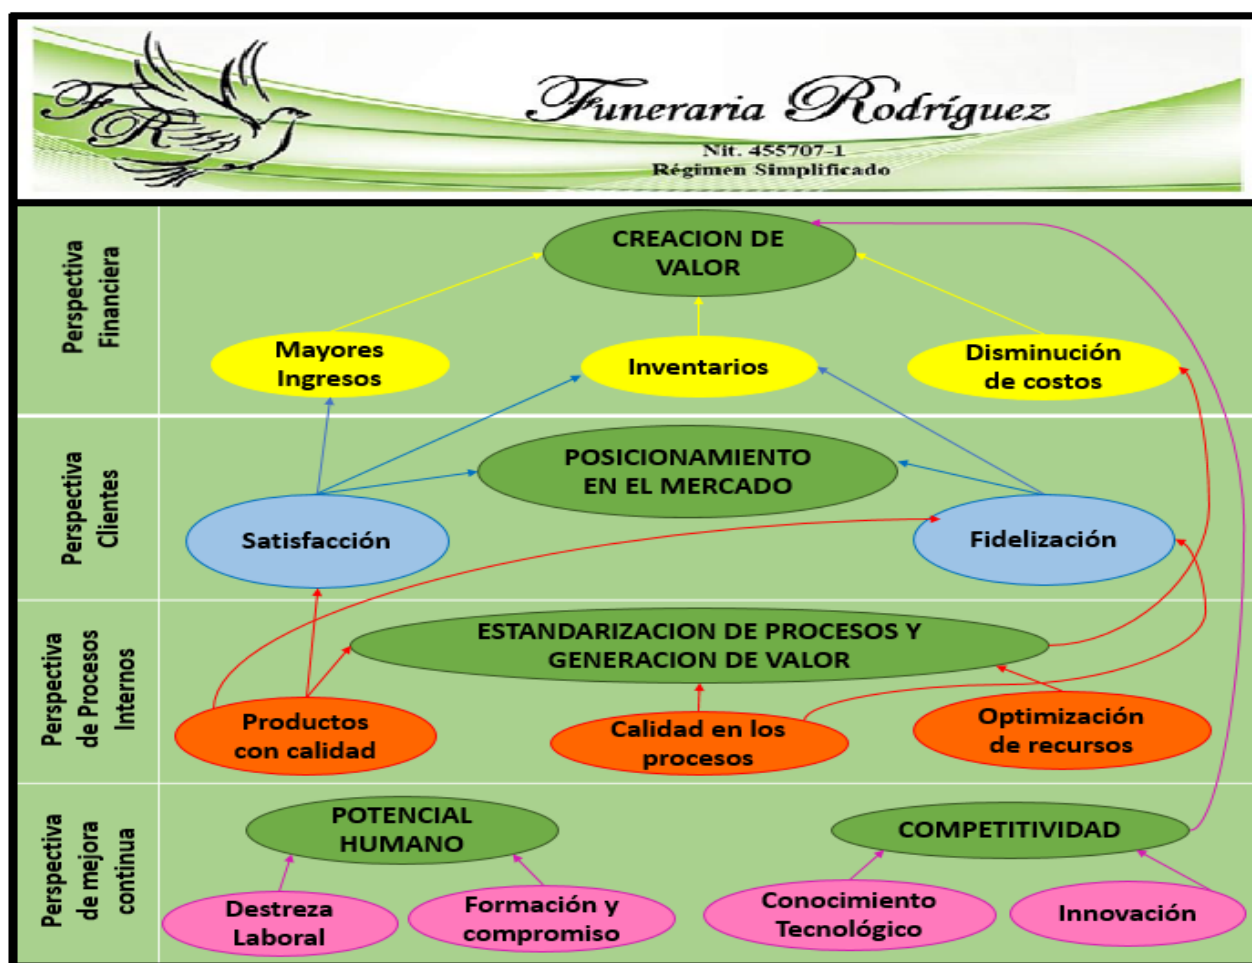 F
R
Funeraria Rodríguez
Nit. 455707-1
Régimen Simplificado
Perspectiva
Financiera
CREACION DE
VALOR
Mayores
Ingresos
Inventarios
Disminución
de costos
Perspectiva
Clientes
POSICIONAMIENTO
EN EL MERCADO
Satisfacción
Fidelización
Perspectiva
de Procesos
Internos
ESTANDARIZACION DE PROCESOS Y
GENERACION DE VALOR
Productos
con calidad
Calidad en los
procesos
Optimización
de recursos
Perspectiva
de mejora
continua
POTENCIAL
HUMANO
COMPETITIVIDAD
Destreza
Laboral
Formación y
compromiso
Conocimiento
Tecnológico
Innovación